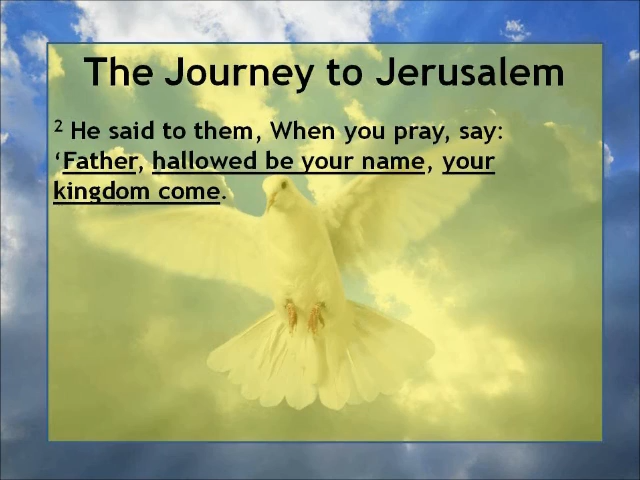 The Journey to Jerusalem
2 He said to them, When you pray, say:
‘Father, hallowed be your name, your
kingdom come.